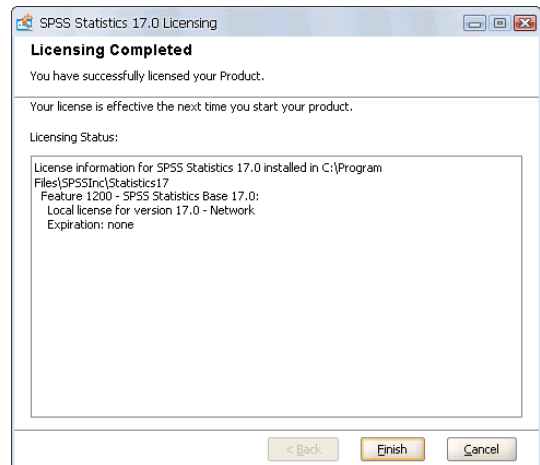 SPSS Statistics 17.0 Licensing
Licensing Completed
You have successfully licensed your Product.
Your license is effective the next time you start your product.
Licensing Status:
License information for SPSS Statistics 17.0 installed in C:\Program
Files\SPSSInc\Statistics17
Feature 1200 - SPSS Statistics Base 17.0:
Local license for version 17.0 - Network
Expiration: none
< Back
Finish
Cancel